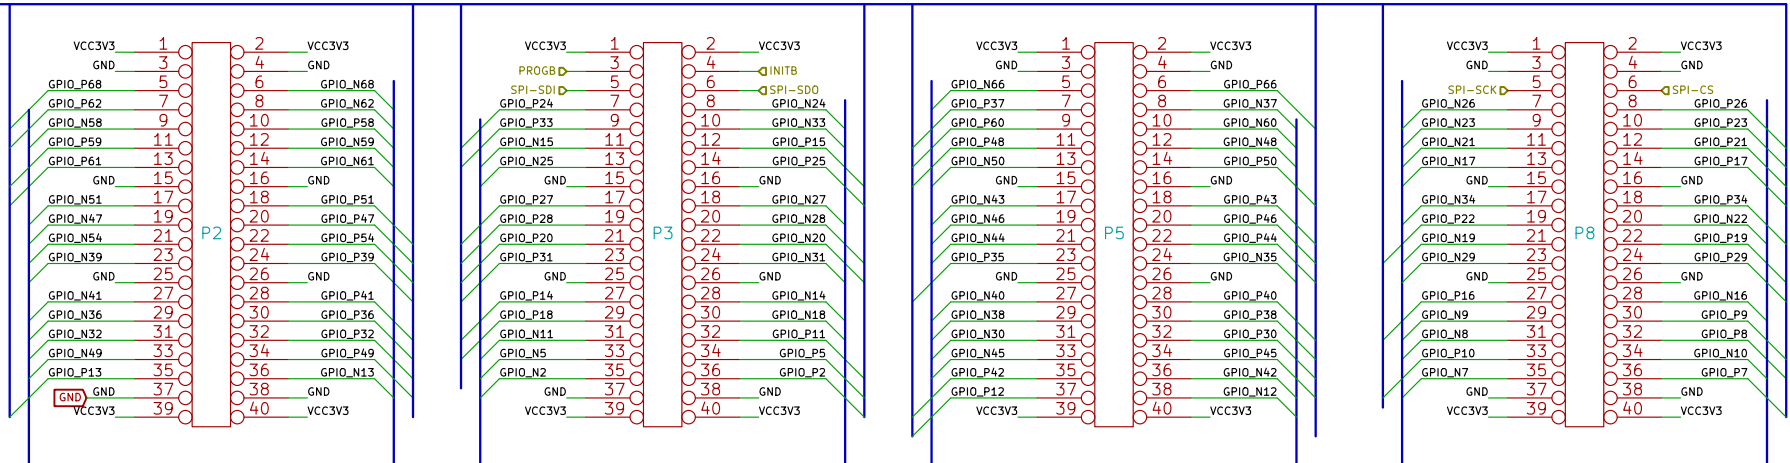 VCC3V3 1 2 VCC3V3
GND 3 4 GND
GPIO_P68 5 6 GPIO_N68
GPIO_P62 7 8 GPIO_N62
GPIO_N58 9 10 GPIO_P58
GPIO_P59 11 12 GPIO_N59
GPIO_P61 13 14 GPIO_N61
GND 15 16 GND
GPIO_N51 17 18 GPIO_P51
GPIO_N47 19 20 GPIO_P47
P2
GPIO_N54 21 22 GPIO_P54
GPIO_N39 23 24 GPIO_P39
GND 25 26 GND
GPIO_N41 27 28 GPIO_P41
GPIO_N36 29 30 GPIO_P36
GPIO_N32 31 32 GPIO_P32
GPIO_N49 33 34 GPIO_P49
GPIO_P13 35 36 GPIO_N13
GND GND 37 38 GND
VCC3V3 39 40 VCC3V3
VCC3V3 1 2 VCC3V3
PROGB 3 4 INITB
SPI-SDI 5 6 SPI-SDO
GPIO_P24 7 8 GPIO_N24
GPIO_P33 9 10 GPIO_N33
GPIO_N15 11 12 GPIO_P15
GPIO_N25 13 14 GPIO_P25
GND 15 16 GND
GPIO_P27 17 18 GPIO_N27
GPIO_P28 19 20 GPIO_N28
P3
GPIO_P20 21 22 GPIO_N20
GPIO_P31 23 24 GPIO_N31
GND 25 26 GND
GPIO_P14 27 28 GPIO_N14
GPIO_P18 29 30 GPIO_N18
GPIO_N11 31 32 GPIO_P11
GPIO_N5 33 34 GPIO_P5
GPIO_N2 35 36 GPIO_P2
GND 37 38 GND
VCC3V3 39 40 VCC3V3
VCC3V3 1 2 VCC3V3
GND 3 4 GND
GPIO_N66 5 6 GPIO_P66
GPIO_P37 7 8 GPIO_N37
GPIO_P60 9 10 GPIO_N60
GPIO_P48 11 12 GPIO_N48
GPIO_N50 13 14 GPIO_P50
GND 15 16 GND
GPIO_N43 17 18 GPIO_P43
GPIO_N46 19 20 GPIO_P46
P5
GPIO_N44 21 22 GPIO_P44
GPIO_P35 23 24 GPIO_N35
GND 25 26 GND
GPIO_N40 27 28 GPIO_P40
GPIO_N38 29 30 GPIO_P38
GPIO_N30 31 32 GPIO_P30
GPIO_N45 33 34 GPIO_P45
GPIO_P42 35 36 GPIO_N42
GPIO_P12 37 38 GPIO_N12
VCC3V3 39 40 VCC3V3
VCC3V3 1 2 VCC3V3
GND 3 4 GND
SPI-SCK 5 6 SPI-CS
GPIO_N26 7 8 GPIO_P26
GPIO_N23 9 10 GPIO_P23
GPIO_N21 11 12 GPIO_P21
GPIO_N17 13 14 GPIO_P17
GND 15 16 GND
GPIO_N34 17 18 GPIO_P34
GPIO_P22 19 20 GPIO_N22
P8
GPIO_N19 21 22 GPIO_P19
GPIO_N29 23 24 GPIO_P29
GND 25 26 GND
GPIO_P16 27 28 GPIO_N16
GPIO_N9 29 30 GPIO_P9
GPIO_N8 31 32 GPIO_P8
GPIO_P10 33 34 GPIO_N10
GPIO_N7 35 36 GPIO_P7
GND 37 38 GND
VCC3V3 39 40 VCC3V3